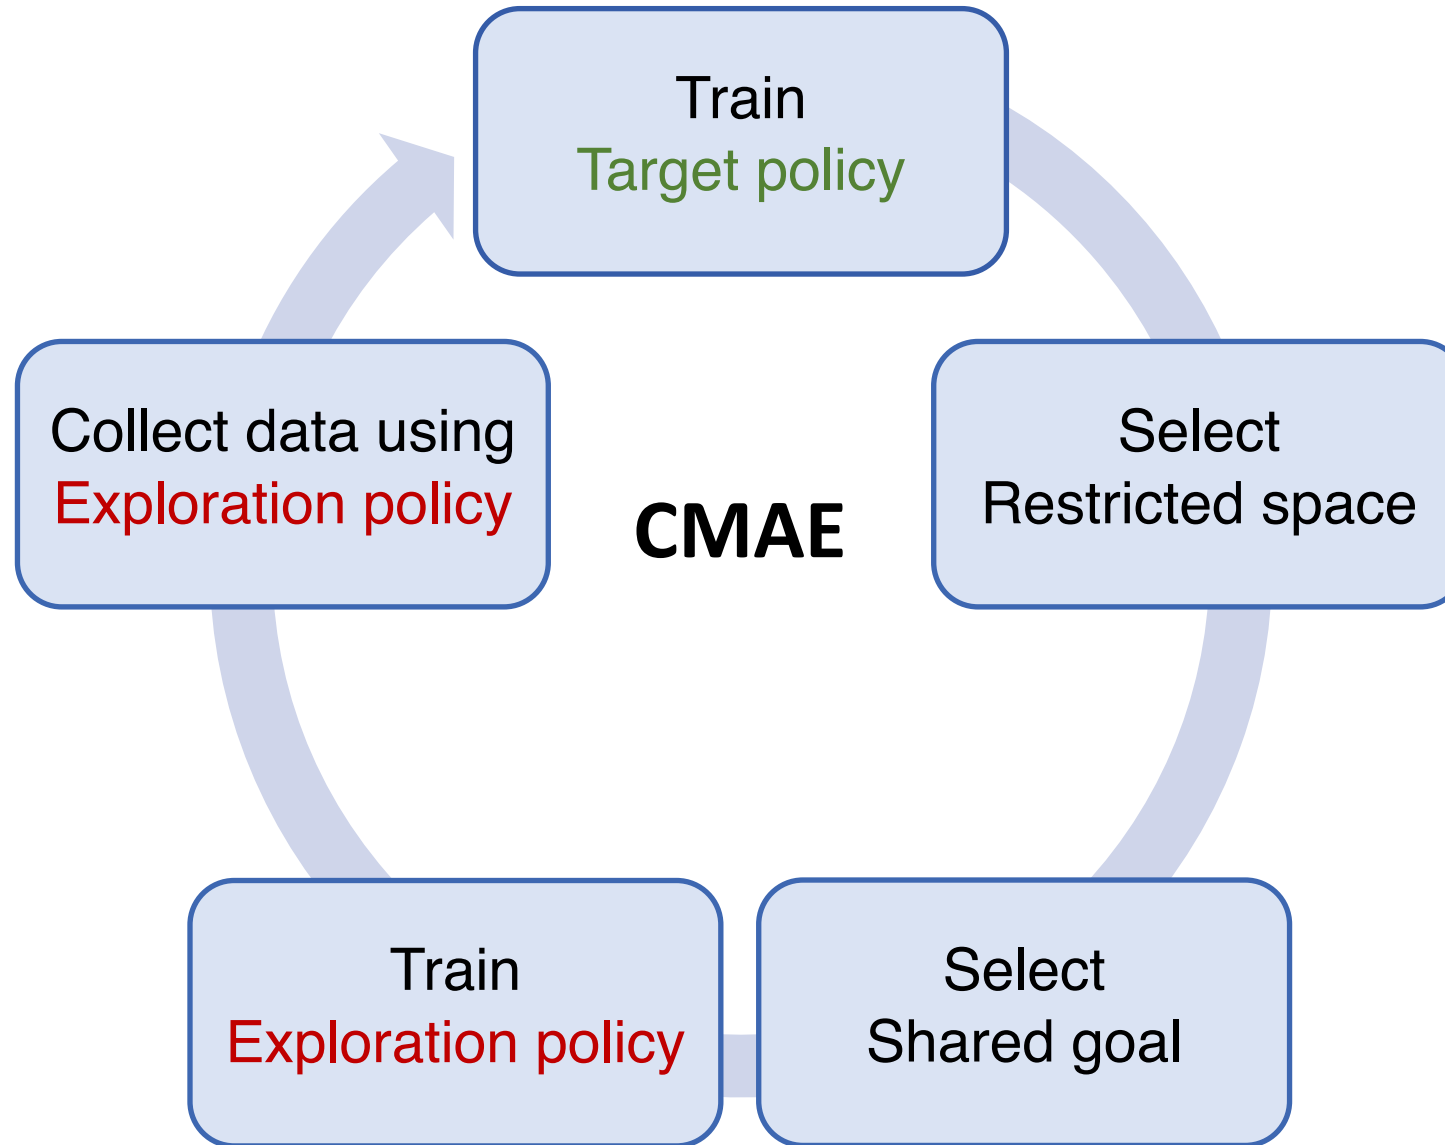 Train
Target policy
Select
Restricted space
Select
Shared goal
Train
Exploration policy
Collect data using
Exploration policy
CMAE